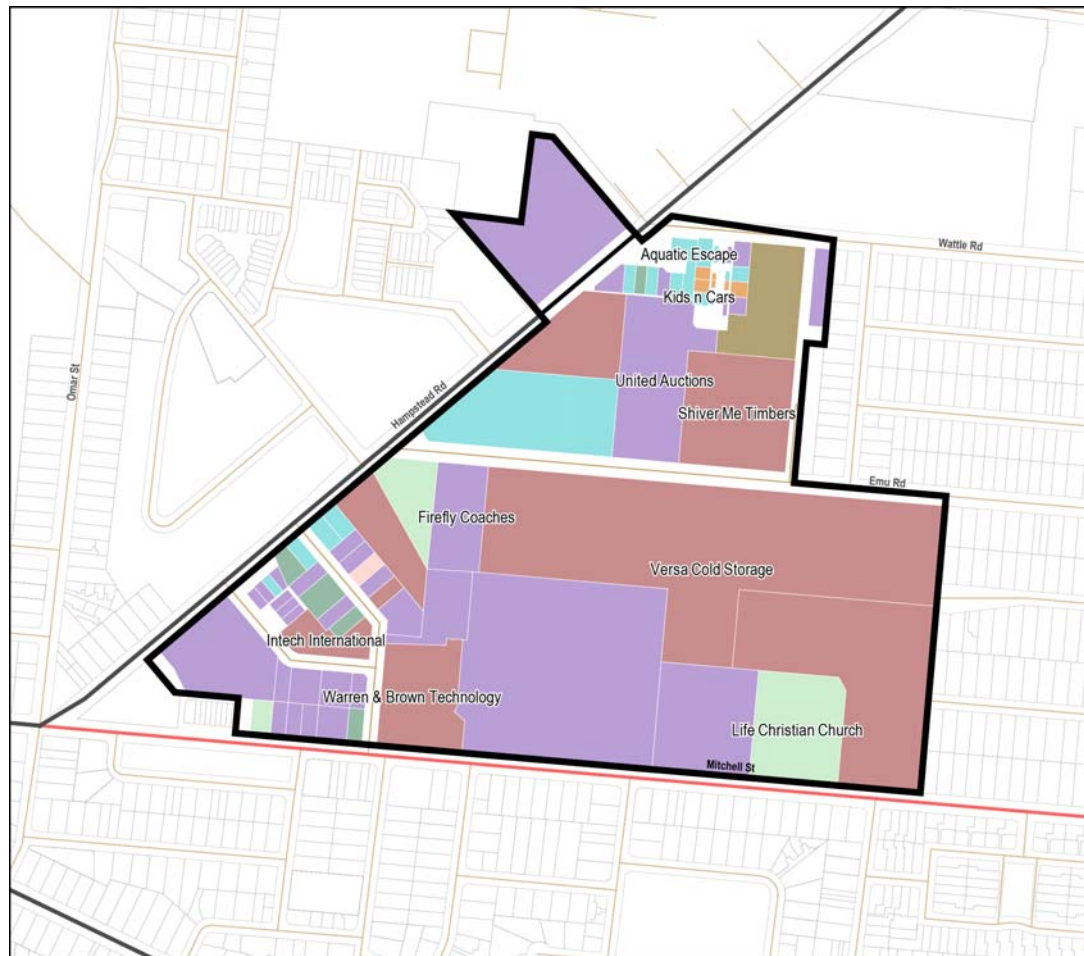 Wattle Rd
Aquatic Escape
Kids n Cars
Omar St
Hampstead Rd
United Auctions
Shiver Me Timbers
Emu Rd
Firefly Coaches
Versa Cold Storage
Intech International
Warren & Brown Technology
Life Christian Church
Mitchell St